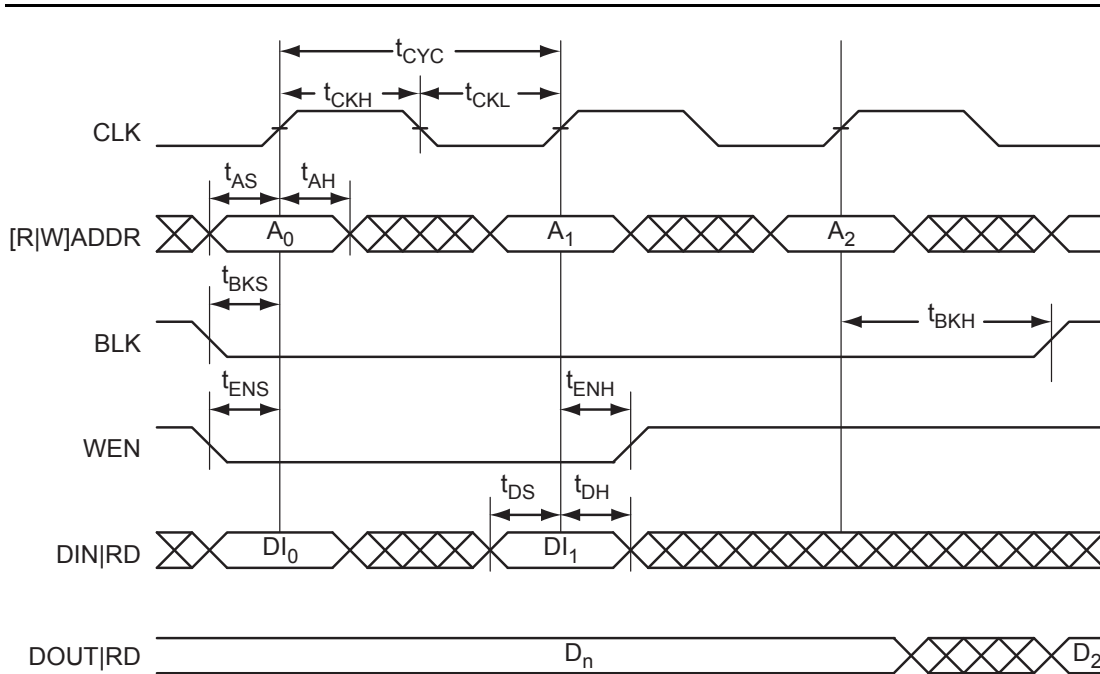 tCYC
tCKH tCKL
CLK
tAS tAH
[R|W]ADDR A0 A1 A2
tBKS
tBKH
BLK
tENS tENH
WEN
tDS tDH
DIN|RD DI0 DI1
DOUT|RD Dn D2